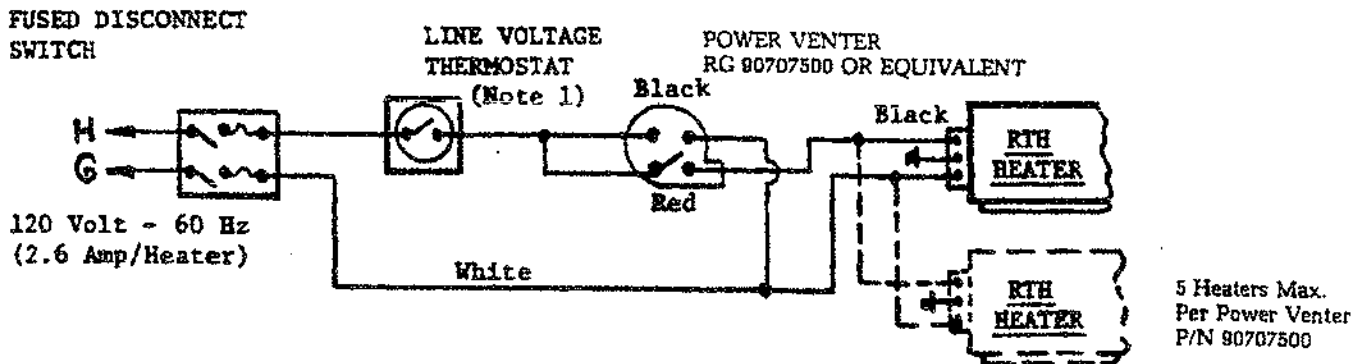 FUSED DISCONNECT
SWITCH
LINE VOLTAGE
THERMOSTAT
(Note 1)
POWER VENTER
RG 90707500 OR EQUIVALENT
Black
Black
H
G
RTH
HEATER
Red
120 Volt - 60 Hz
(2.6 Amp/Heater)
White
RTH
HEATER
5 Heaters Max.
Per Power Venter
P/N 90707500